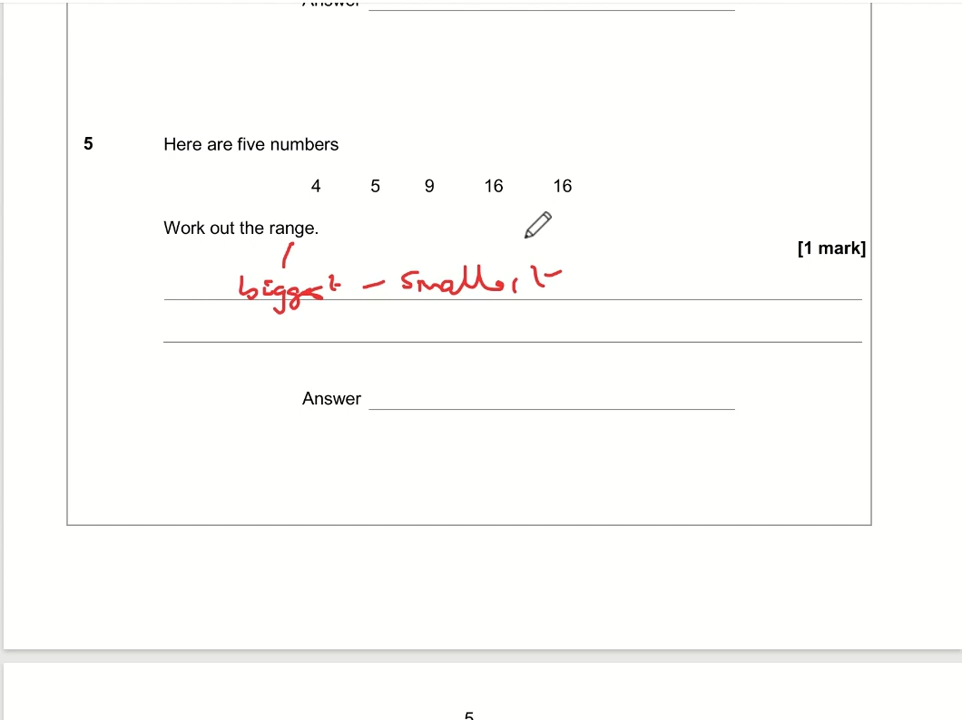 Answer
5 Here are five numbers
4 5 9 16 16
Work out the range.
[1 mark]
biggest - smallest
Answer
5